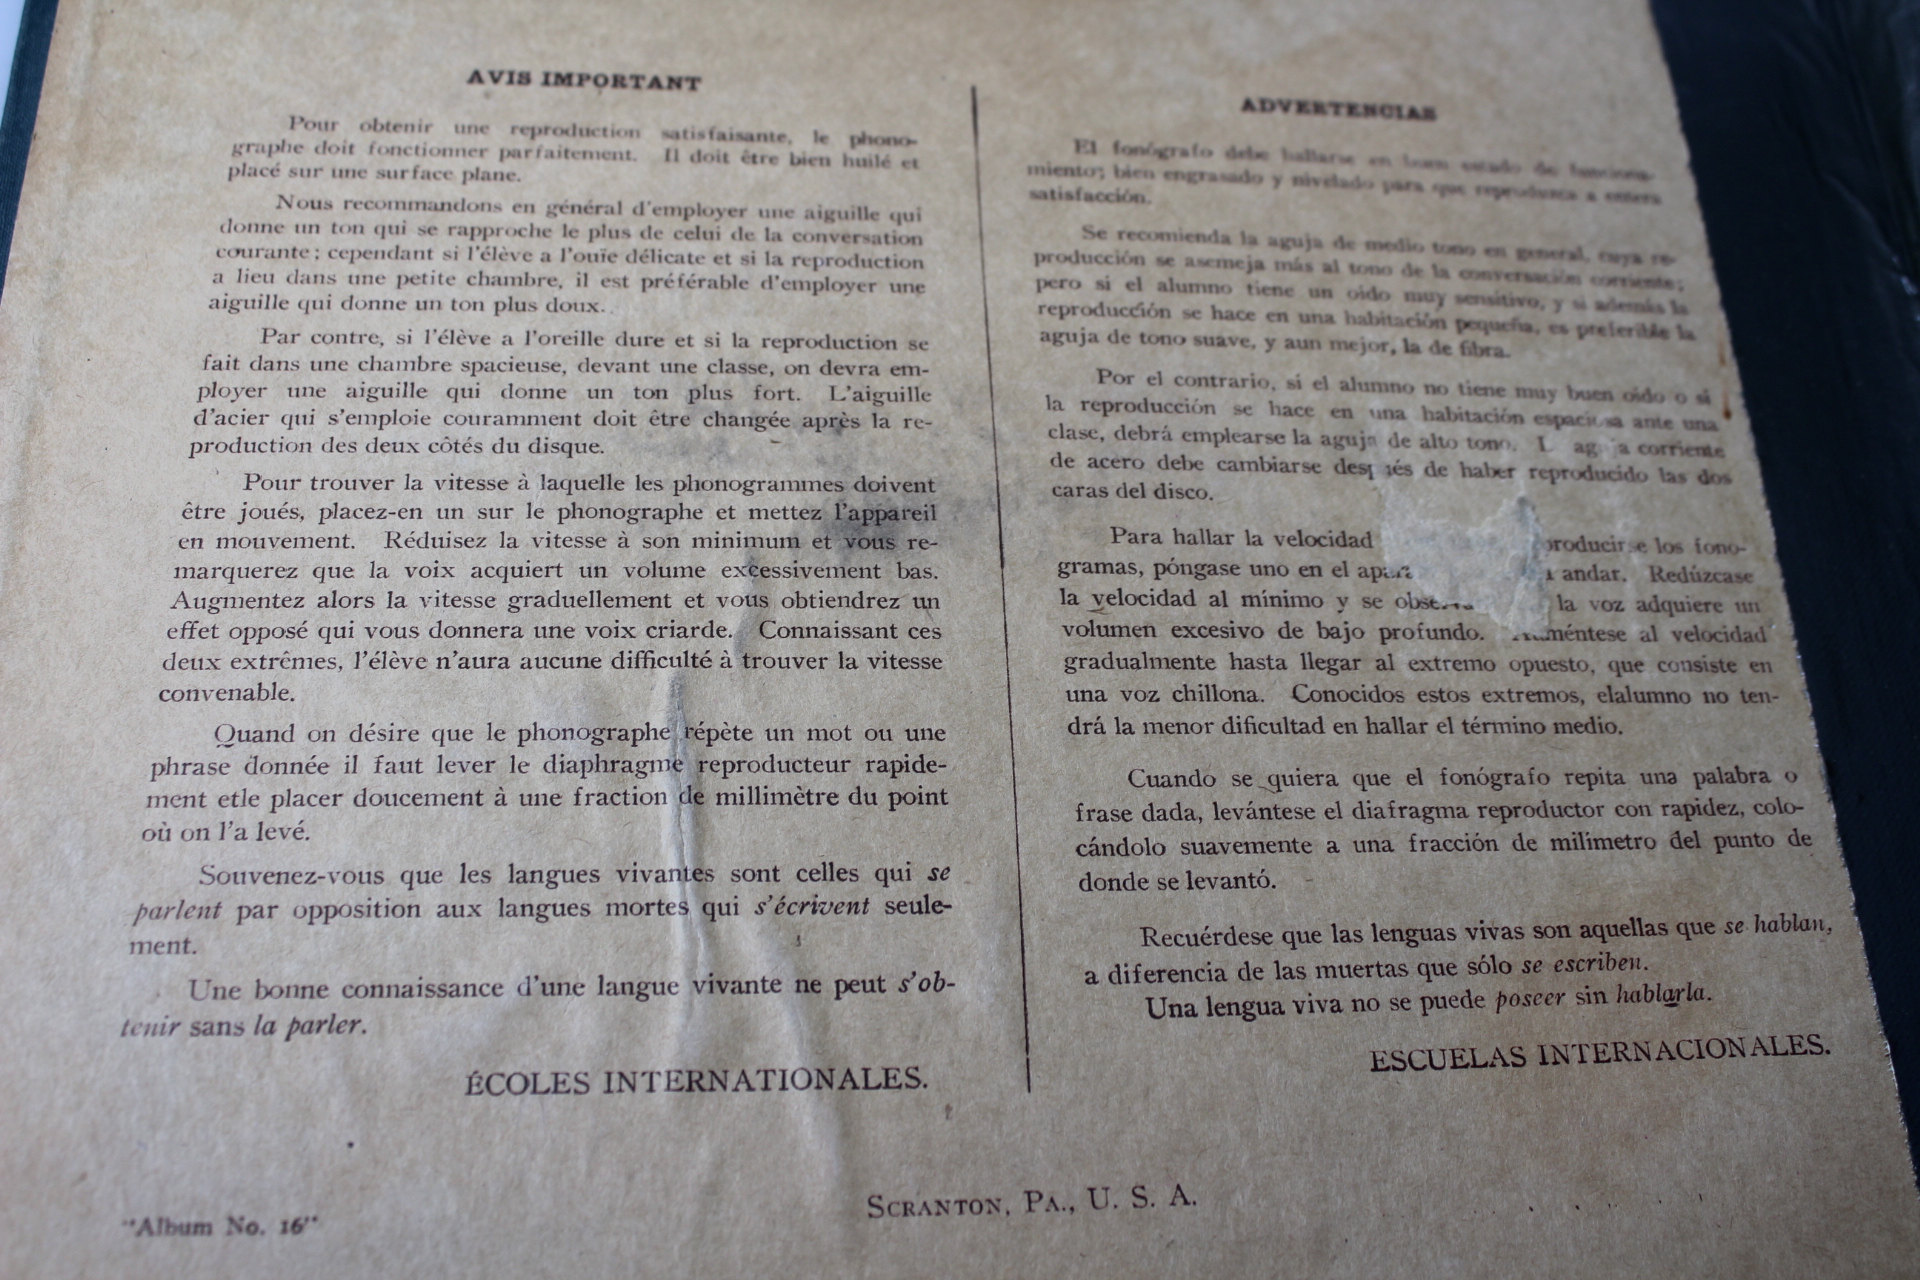 AVIS IMPORTANT
Pour obtenir une reproduction satisfaisante, le phono-
graphe doit fonctionner parfaitement. Il doit être bien huilé et
placé sur une surface plane.
Nous recommandons en général d'employer une aiguille qui
donne un ton qui se rapproche le plus de celui de la conversation
courante; cependant si l'élève a l'ouïe délicate et si la reproduction
a lieu dans une petite chambre, il est préférable d'employer une
aiguille qui donne un ton plus doux.
Par contre, si l'élève a l'oreille dure et si la reproduction se
fait dans une chambre spacieuse, devant une classe, on devra em-
ployer une aiguille qui donne un ton plus fort. L'aiguille
d'acier qui s'emploie couramment doit être changée après la re-
production des deux côtés du disque.
Pour trouver la vitesse à laquelle les phonogrammes doivent
être joués, placez-en un sur le phonographe et mettez l'appareil
en mouvement. Réduisez la vitesse à son minimum et vous re-
marquerez que la voix acquiert un volume excessivement bas.
Augmentez alors la vitesse graduellement et vous obtiendrez un
effet opposé qui vous donnera une voix criarde. Connaissant ces
deux extrêmes, l'élève n'aura aucune difficulté à trouver la vitesse
convenable.
Quand on désire que le phonographe répète un mot ou une
phrase donnée il faut lever le diaphragme reproducteur rapide-
ment etle placer doucement à une fraction de millimètre du point
où on l'a levé.
Souvenez-vous que les langues vivantes sont celles qui se
parlent par opposition aux langues mortes qui s'écrivent seule-
ment.
Une bonne connaissance d'une langue vivante ne peut s'ob-
tenir sans la parler.
ÉCOLES INTERNATIONALES.
ADVERTENCIAS
El fonógrafo debe hallarse en buen estado de funciona-
miento; bien engrasado y nivelado para que reproduzca a entera
satisfacción.
Se recomienda la aguja de medio tono en general, cuya re-
producción se asemeja más al tono de la conversación corriente;
pero si el alumno tiene un oído muy sensitivo, y si además la
reproducción se hace en una habitación pequeña, es preferible la
aguja de tono suave, y aun mejor, la de fibra.
Por el contrario, si el alumno no tiene muy buen oído o si
la reproducción se hace en una habitación espaciosa ante una
clase, debrá emplearse la aguja de alto tono. L ag a corriente
de acero debe cambiarse después de haber reproducido las dos
caras del disco.
Para hallar la velocidad producirse los fono-
gramas, póngase uno en el andar. Redúzcase
la velocidad al mínimo y se la voz adquiere un
volumen excesivo de bajo profundo. méntese al velocidad
gradualmente hasta llegar al extremo opuesto, que consiste en
una voz chillona. Conocidos estos extremos, elalumno no ten-
drá la menor dificultad en hallar el término medio.
Cuando se quiera que el fonógrafo repita una palabra o
frase dada, levántese el diafragma reproductor con rapidez, colo-
cándolo suavemente a una fracción de milímetro del punto de
donde se levantó.
Recuérdese que las lenguas vivas son aquellas que se hablan,
a diferencia de las muertas que sólo se escriben.
Una lengua viva no se puede poseer sin hablarla.
ESCUELAS INTERNACIONALES.
SCRANTON, PA., U. S. A.
"Album No. 16"